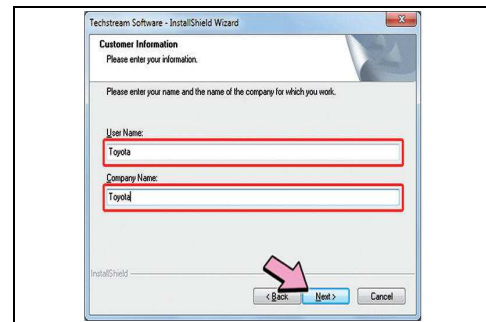 Techstream Software - InstallShield Wizard
Customer Information
Please enter your information.
Please enter your name and the name of the company for which you work.
User Name:
Toyota
Company Name:
Toyota
InstallShield
< Back
Next >
Cancel